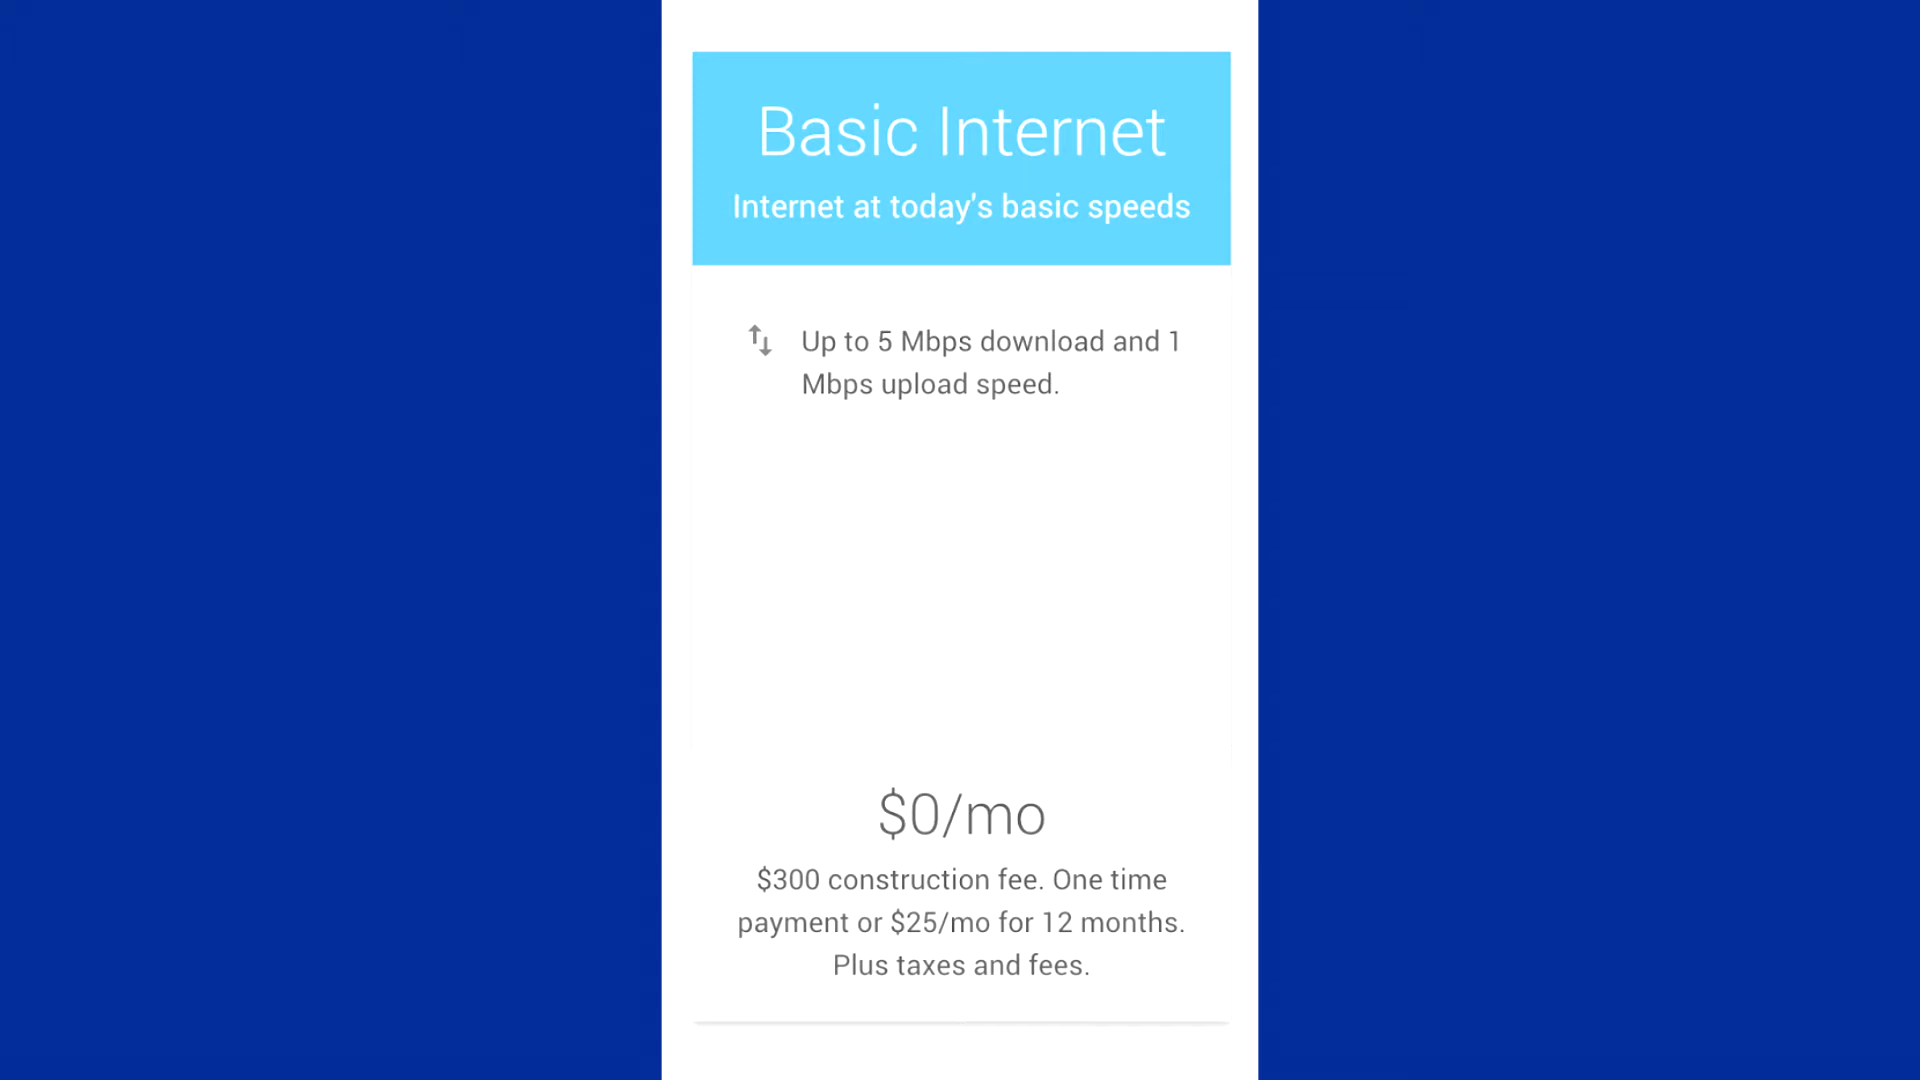 Basic Internet
Internet at today's basic speeds
Up to 5 Mbps download and 1
Mbps upload speed.
$0/mo
$300 construction fee. One time
payment or $25/mo for 12 months.
Plus taxes and fees.